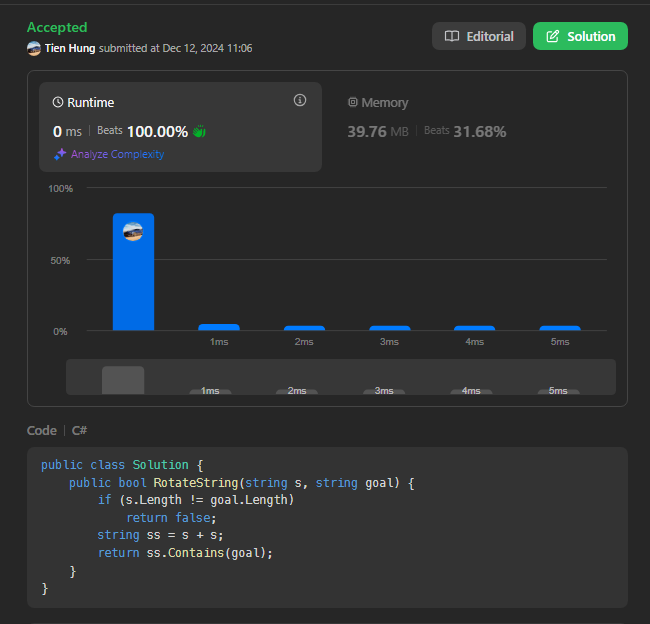 Accepted
Tien Hung submitted at Dec 12, 2024 11:06
Editorial
Solution
Runtime
0 ms | Beats 100.00%
Analyze Complexity
Memory
39.76 MB | Beats 31.68%
100%
50%
0%
1ms 2ms 3ms 4ms 5ms
1ms 2ms 3ms 4ms 5ms
Code | C#
public class Solution {
    public bool RotateString(string s, string goal) {
        if (s.Length != goal.Length)
            return false;
        string ss = s + s;
        return ss.Contains(goal);
    }
}